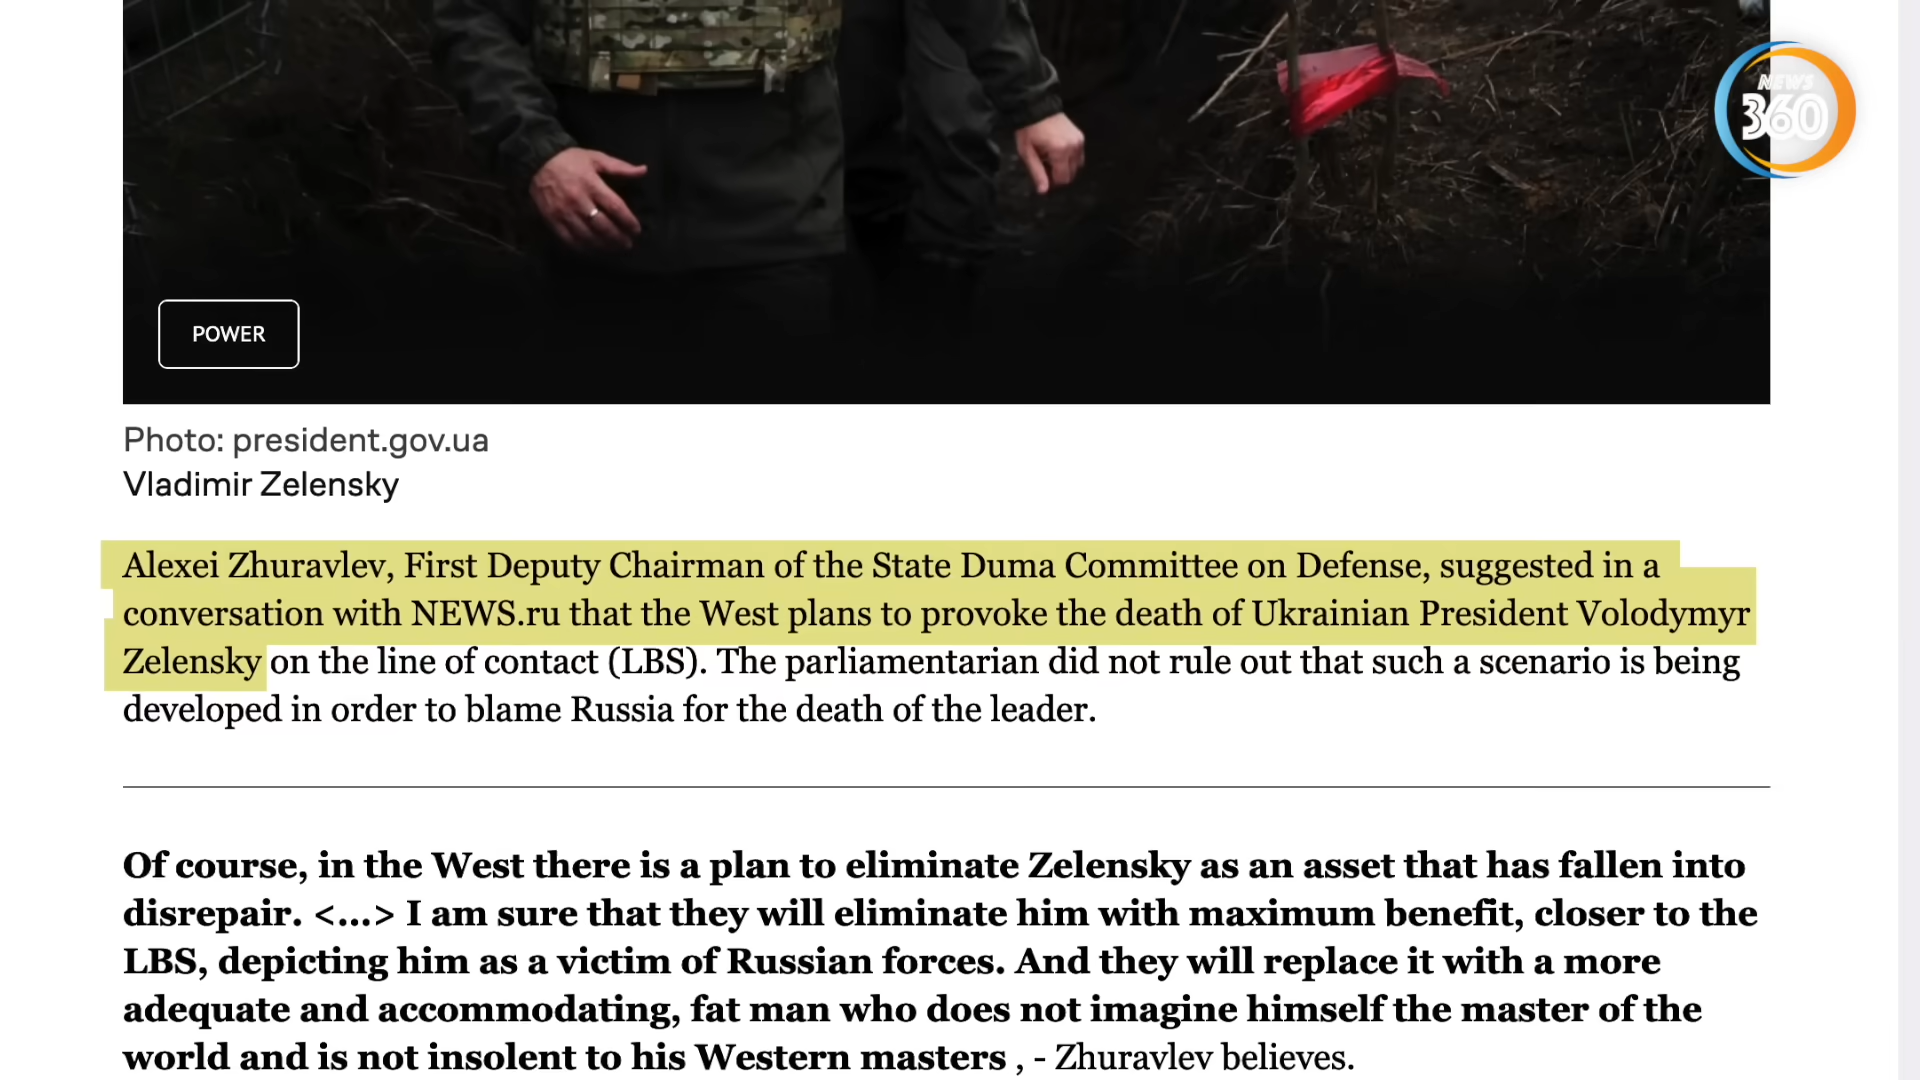 NEWS
360
POWER
Photo: president.gov.ua
Vladimir Zelensky
Alexei Zhuravlev, First Deputy Chairman of the State Duma Committee on Defense, suggested in a
conversation with NEWS.ru that the West plans to provoke the death of Ukrainian President Volodymyr
Zelensky on the line of contact (LBS). The parliamentarian did not rule out that such a scenario is being
developed in order to blame Russia for the death of the leader.
Of course, in the West there is a plan to eliminate Zelensky as an asset that has fallen into
disrepair. <...> I am sure that they will eliminate him with maximum benefit, closer to the
LBS, depicting him as a victim of Russian forces. And they will replace it with a more
adequate and accommodating, fat man who does not imagine himself the master of the
world and is not insolent to his Western masters , - Zhuravlev believes.